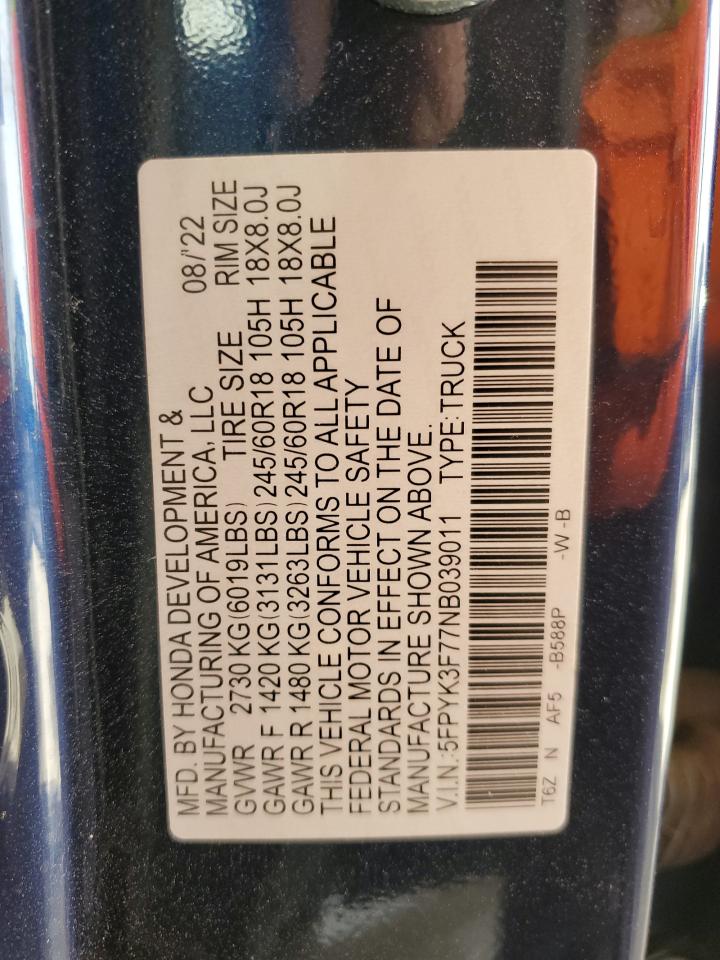 MFD. BY HONDA DEVELOPMENT &
MANUFACTURING OF AMERICA, LLC 08/'22
GVWR 2730 KG (6019LBS) TIRE SIZE RIM SIZE
GAWR F 1420 KG (3131LBS) 245/60R18 105H 18X8.0J
GAWR R 1480 KG (3263LBS) 245/60R18 105H 18X8.0J
THIS VEHICLE CONFORMS TO ALL APPLICABLE
FEDERAL MOTOR VEHICLE SAFETY
STANDARDS IN EFFECT ON THE DATE OF
MANUFACTURE SHOWN ABOVE.
V.I.N.:5FPYK3F77NB039011 TYPE:TRUCK
T6Z N AF5 -B588P -W -B